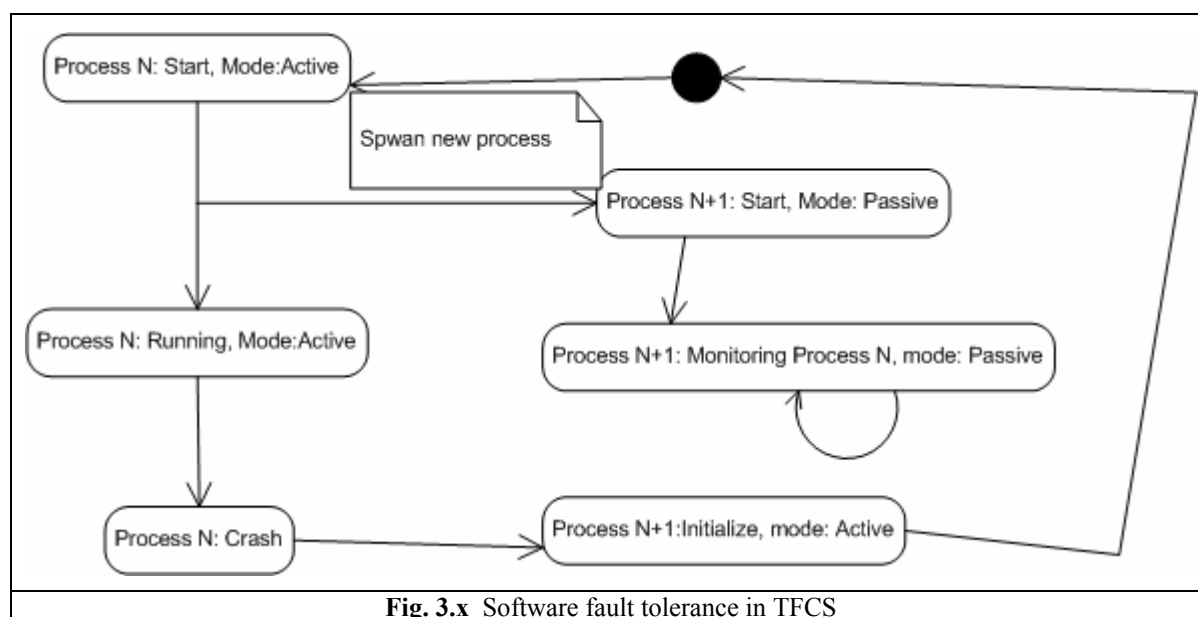 Process N: Start, Mode:Active
Spwan new process
Process N+1: Start, Mode: Passive
Process N: Running, Mode:Active
Process N+1: Monitoring Process N, mode: Passive
Process N: Crash
Process N+1:Initialize, mode: Active
Fig. 3.x Software fault tolerance in TFCS